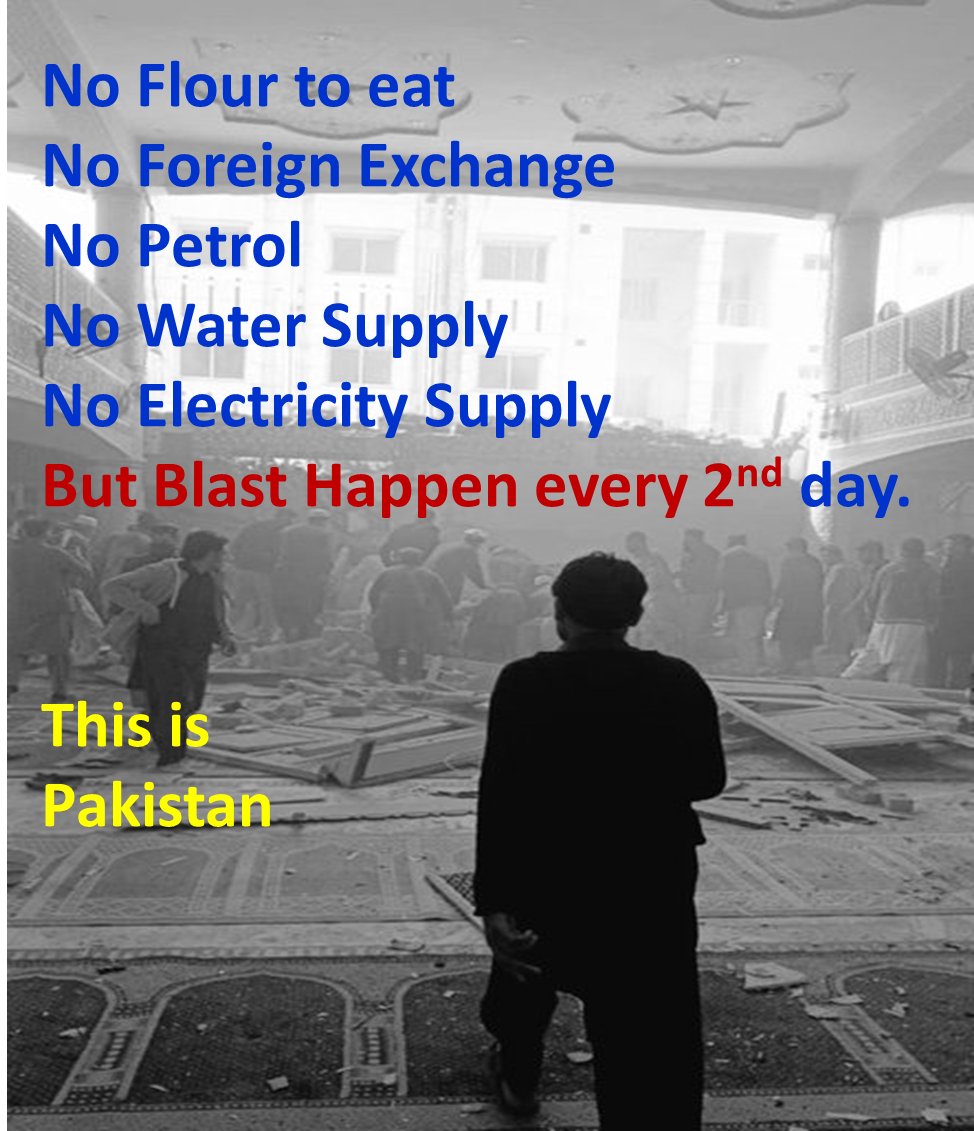 No Flour to eat
No Foreign Exchange
No Petrol
No Water Supply
No Electricity Supply
But Blast Happen every 2nd day.
This is
Pakistan